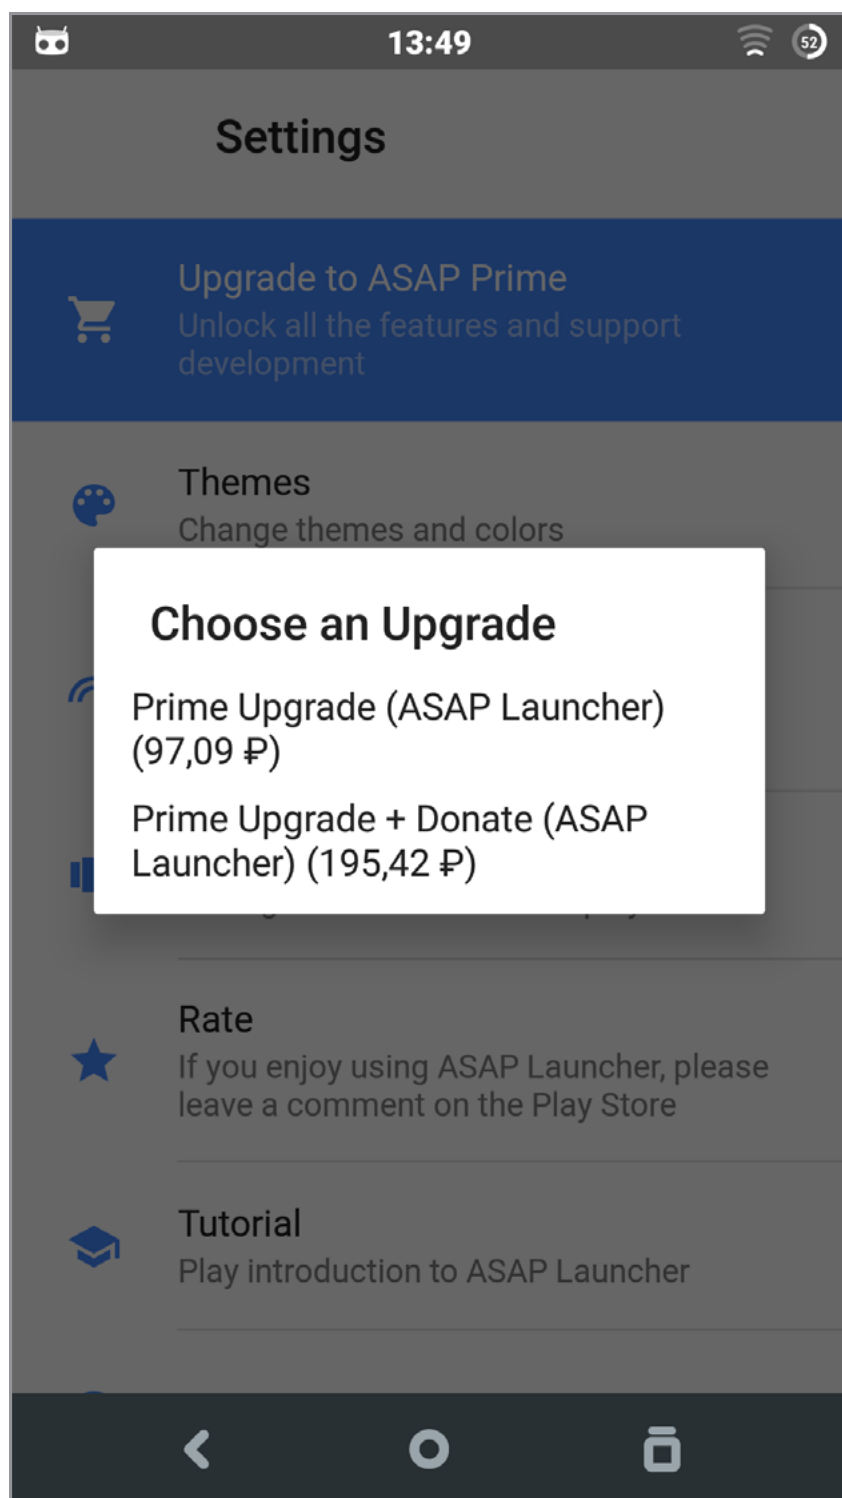 13:49
52
Settings
Upgrade to ASAP Prime
Unlock all the features and support
development
Themes
Change themes and colors
Choose an Upgrade
Prime Upgrade (ASAP Launcher)
(97,09 ₽)
Prime Upgrade + Donate (ASAP
Launcher) (195,42 ₽)
Rate
If you enjoy using ASAP Launcher, please
leave a comment on the Play Store
Tutorial
Play introduction to ASAP Launcher